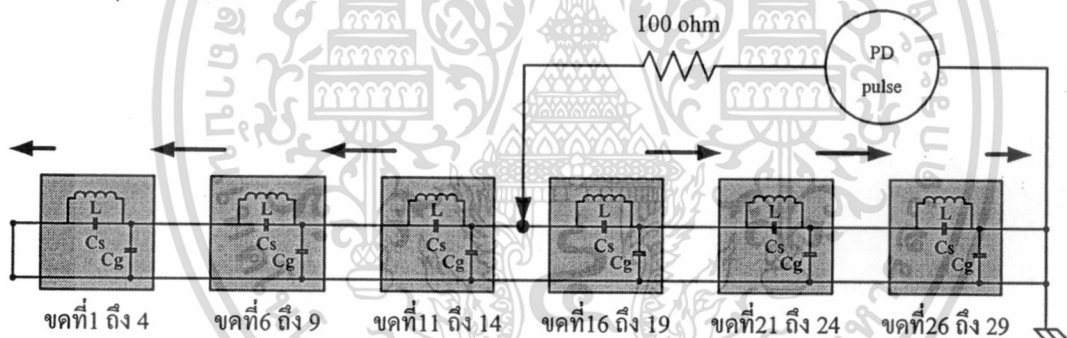 100 ohm
PD
pulse
L
Cs
Cg
L
Cs
Cg
L
Cs
Cg
L
Cs
Cg
L
Cs
Cg
L
Cs
Cg
ขดที่1 ถึง 4
ขดที่6 ถึง 9
ขดที่11 ถึง 14
ขดที่16 ถึง 19
ขดที่21 ถึง 24
ขดที่26 ถึง 29